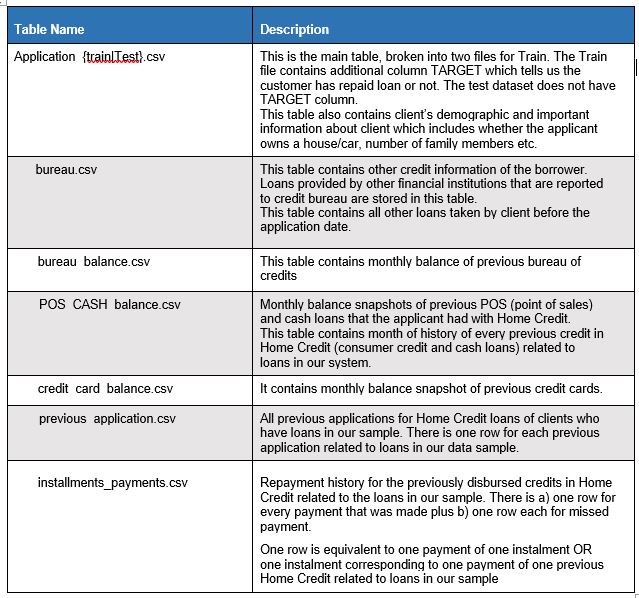 Table Name Description
Application {train|Test}.csv
This is the main table, broken into two files for Train. The Train
file contains additional column TARGET which tells us the
customer has repaid loan or not. The test dataset does not have
TARGET column.
This table also contains client's demographic and important
information about client which includes whether the applicant
owns a house/car, number of family members etc.
bureau.csv
This table contains other credit information of the borrower.
Loans provided by other financial institutions that are reported
to credit bureau are stored in this table.
This table contains all other loans taken by client before the
application date.
bureau balance.csv
This table contains monthly balance of previous bureau of
credits
POS CASH balance.csv
Monthly balance snapshots of previous POS (point of sales)
and cash loans that the applicant had with Home Credit.
This table contains month of history of every previous credit in
Home Credit (consumer credit and cash loans) related to
loans in our system.
credit card balance.csv
It contains monthly balance snapshot of previous credit cards.
previous application.csv
All previous applications for Home Credit loans of clients who
have loans in our sample. There is one row for each previous
application related to loans in our data sample.
installments_payments.csv
Repayment history for the previously disbursed credits in Home
Credit related to the loans in our sample. There is a) one row for
every payment that was made plus b) one row each for missed
payment.
One row is equivalent to one payment of one instalment OR
one instalment corresponding to one payment of one previous
Home Credit related to loans in our sample